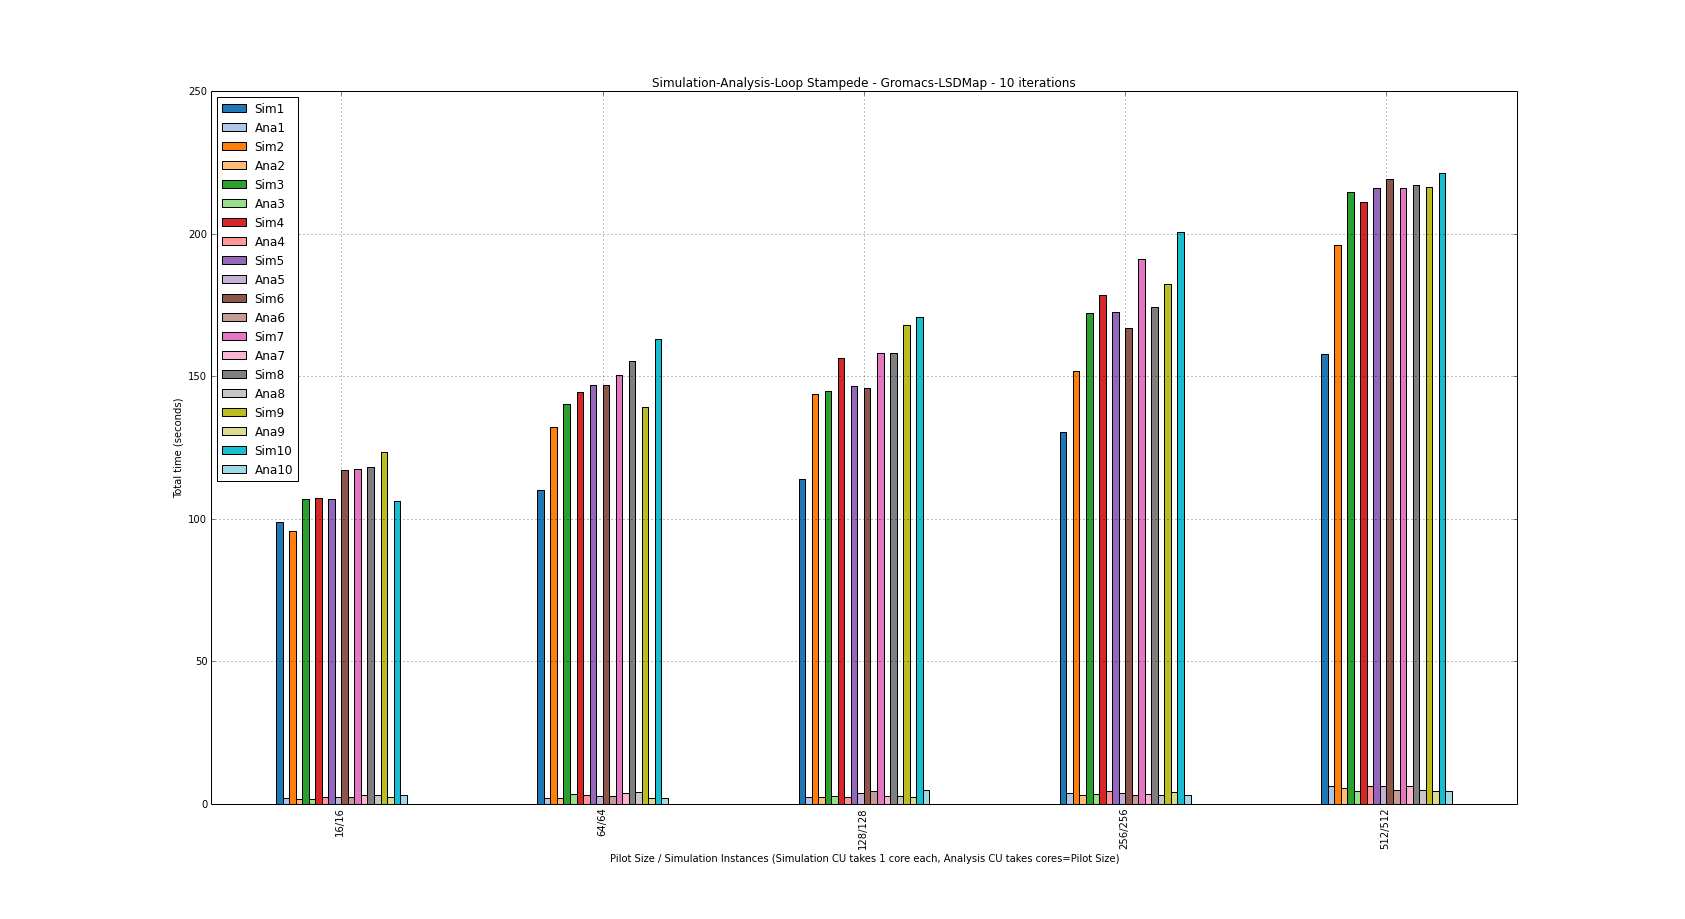 Simulation-Analysis-Loop Stampede - Gromacs-LSDMap - 10 iterations
250
200
150
100
50
0
Total time (seconds)
Sim1
Ana1
Sim2
Ana2
Sim3
Ana3
Sim4
Ana4
Sim5
Ana5
Sim6
Ana6
Sim7
Ana7
Sim8
Ana8
Sim9
Ana9
Sim10
Ana10
16/16
64/64
128/128
256/256
512/512
Pilot Size / Simulation Instances (Simulation CU takes 1 core each, Analysis CU takes cores=Pilot Size)